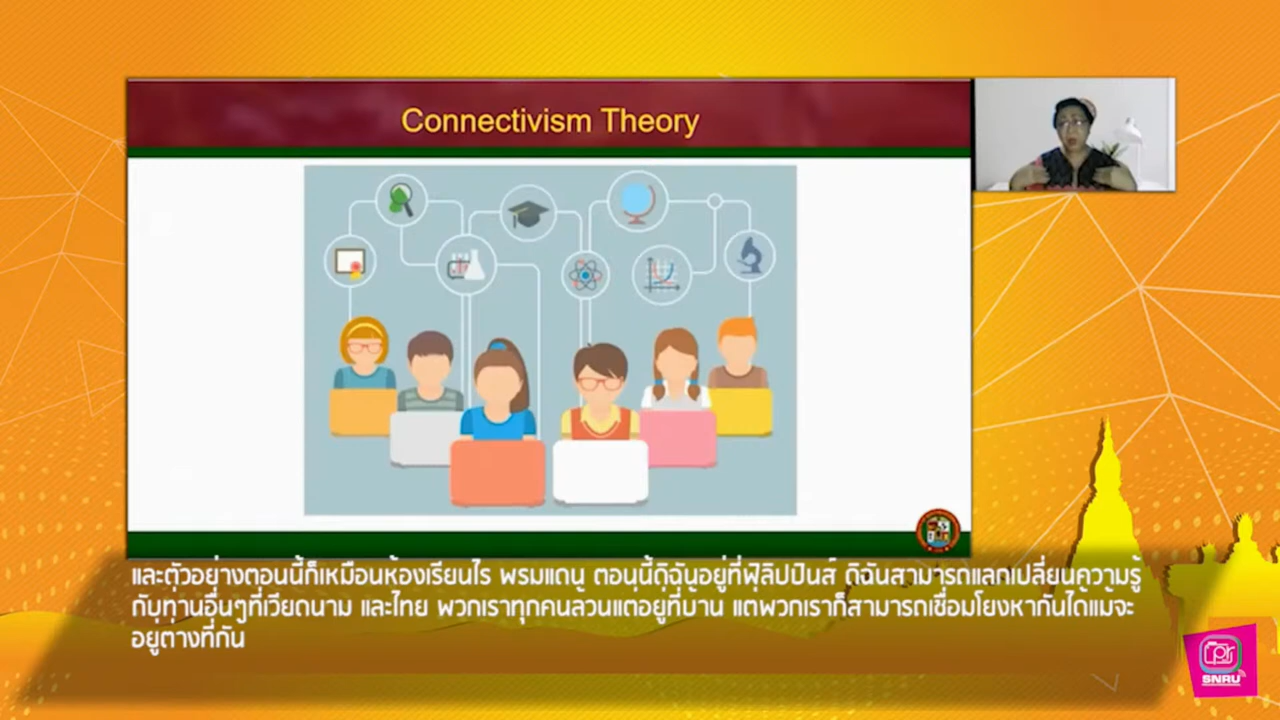 Connectivism Theory
และตัวอย่างตอนนี้ก็เหมือนห้องเรียนไร พรมแดน ตอนนี้ดิฉันอยู่ที่ฟิลิปปินส์ ดิฉันสามารถแลกเปลี่ยนความรู้
กับท่านอื่นๆที่เวียดนาม และไทย พวกเราทุกคนล้วนแต่อยู่ที่บ้าน แต่พวกเราก็สามารถเชื่อมโยงหากันได้แม้จะ
อยู่ต่างที่กัน
pr
SNRU